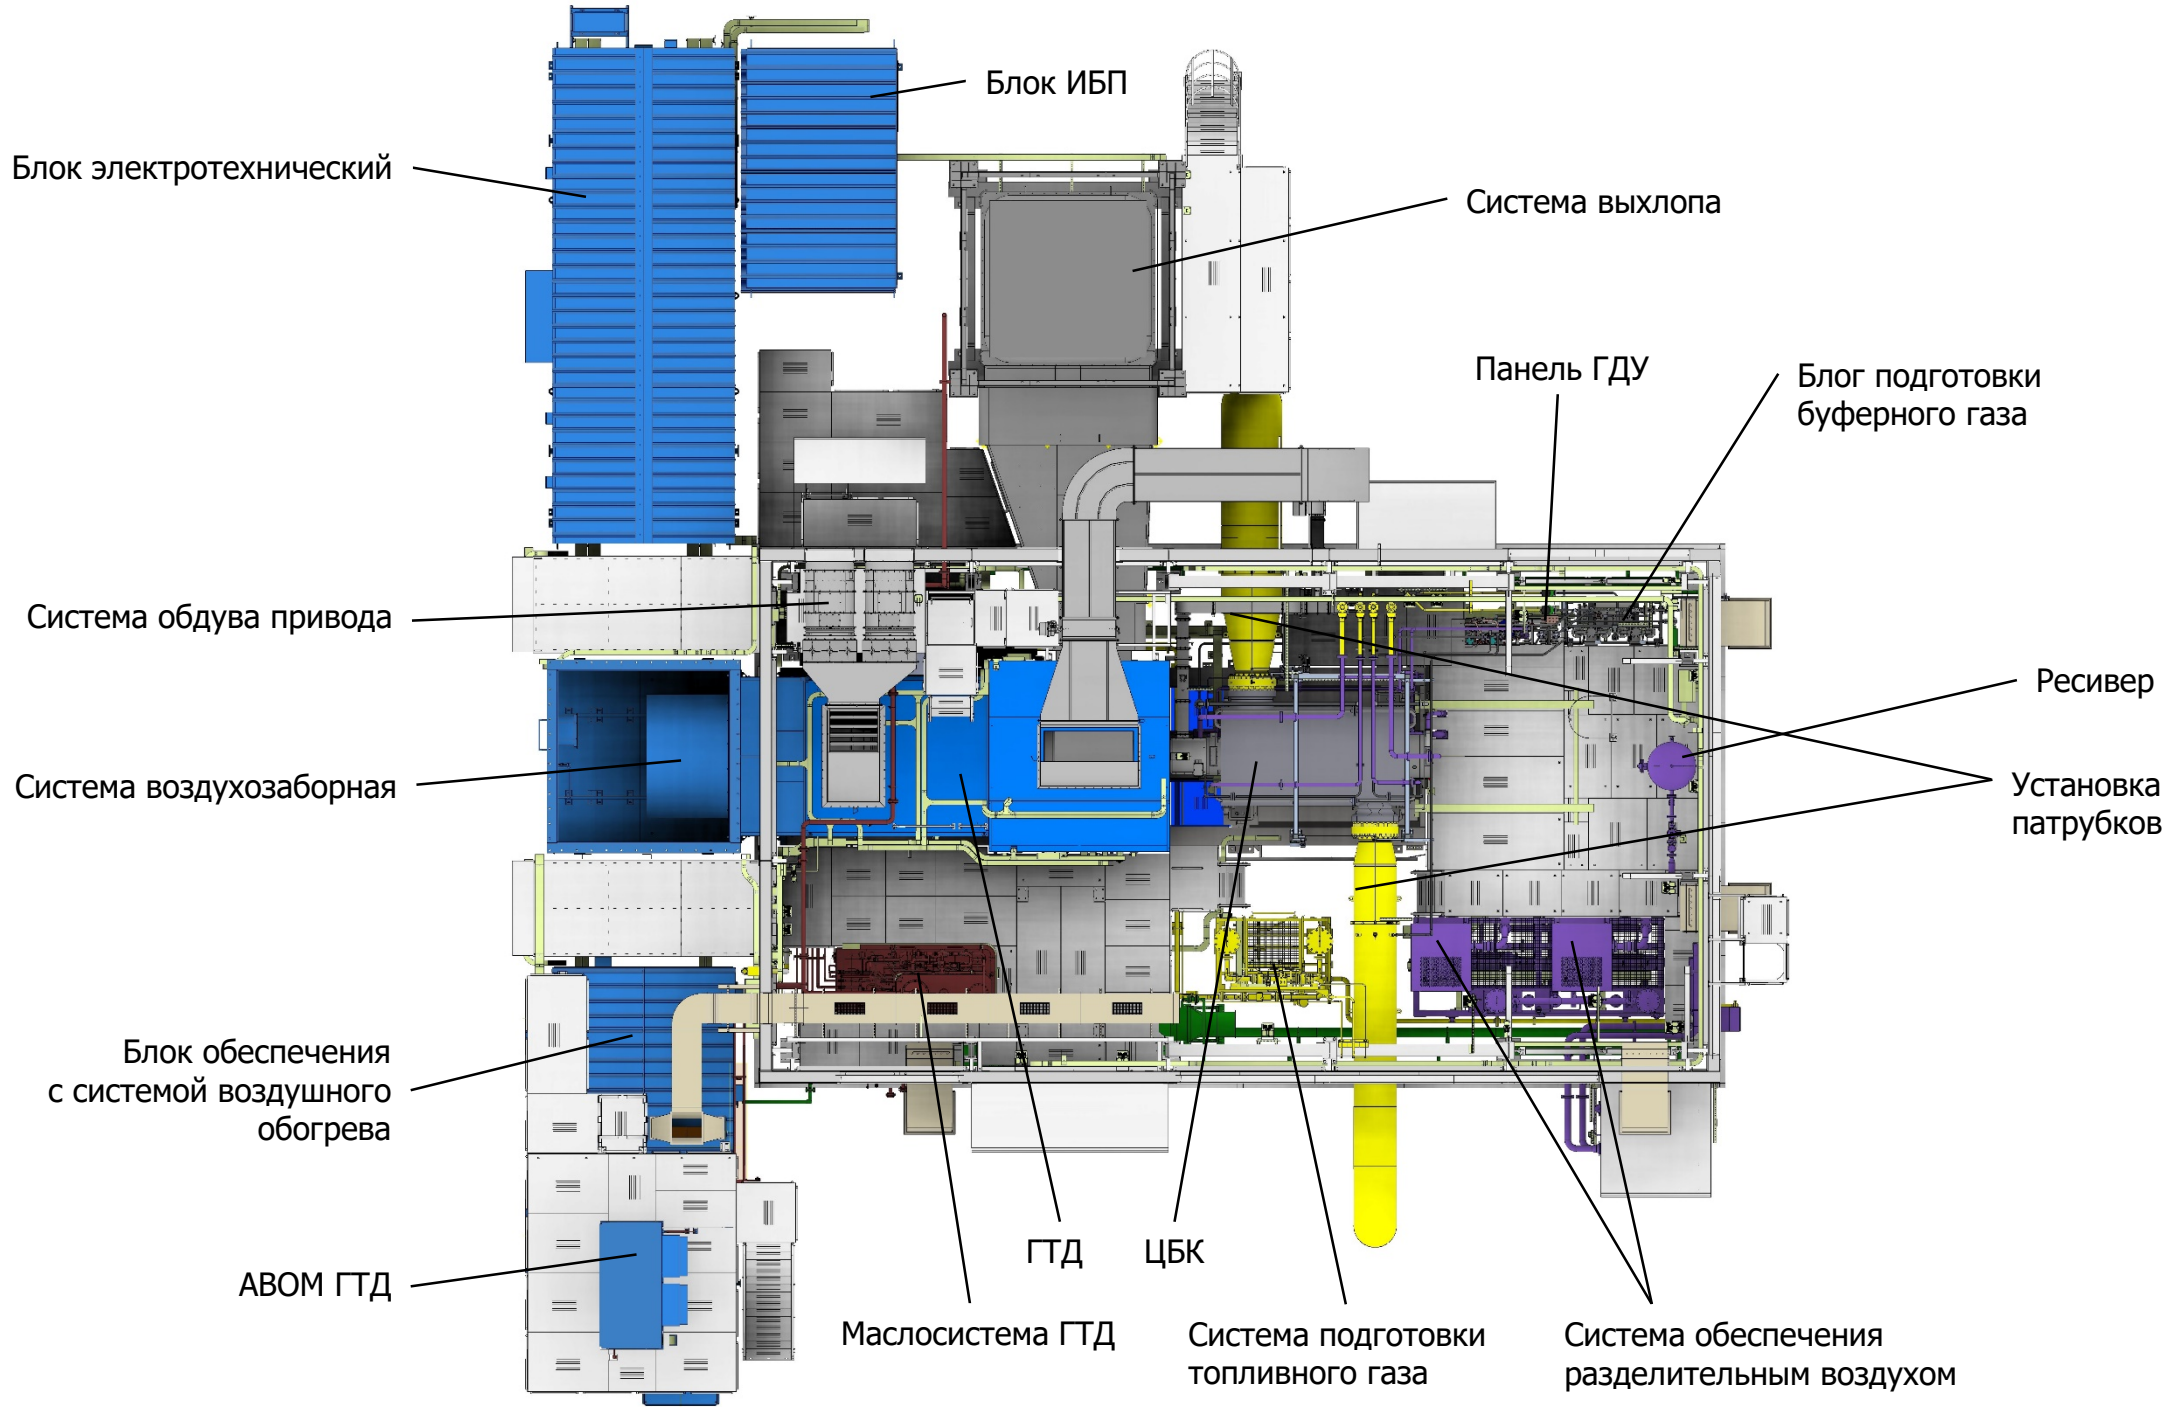 Блок ИБП
Блок электротехнический
Система выхлопа
Панель ГДУ
Блог подготовки
буферного газа
Система обдува привода
Ресивер
Система воздухозаборная
Установка
патрубков
Блок обеспечения
с системой воздушного
обогрева
ГТД
ЦБК
АВОМ ГТД
Маслосистема ГТД
Система подготовки
топливного газа
Система обеспечения
разделительным воздухом